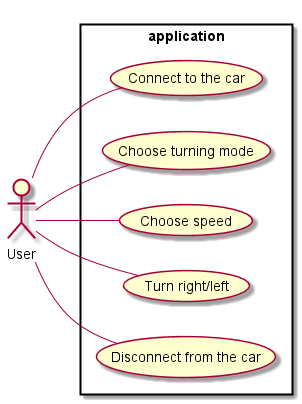 application
Connect to the car
Choose turning mode
Choose speed
User
Turn right/left
Disconnect from the car